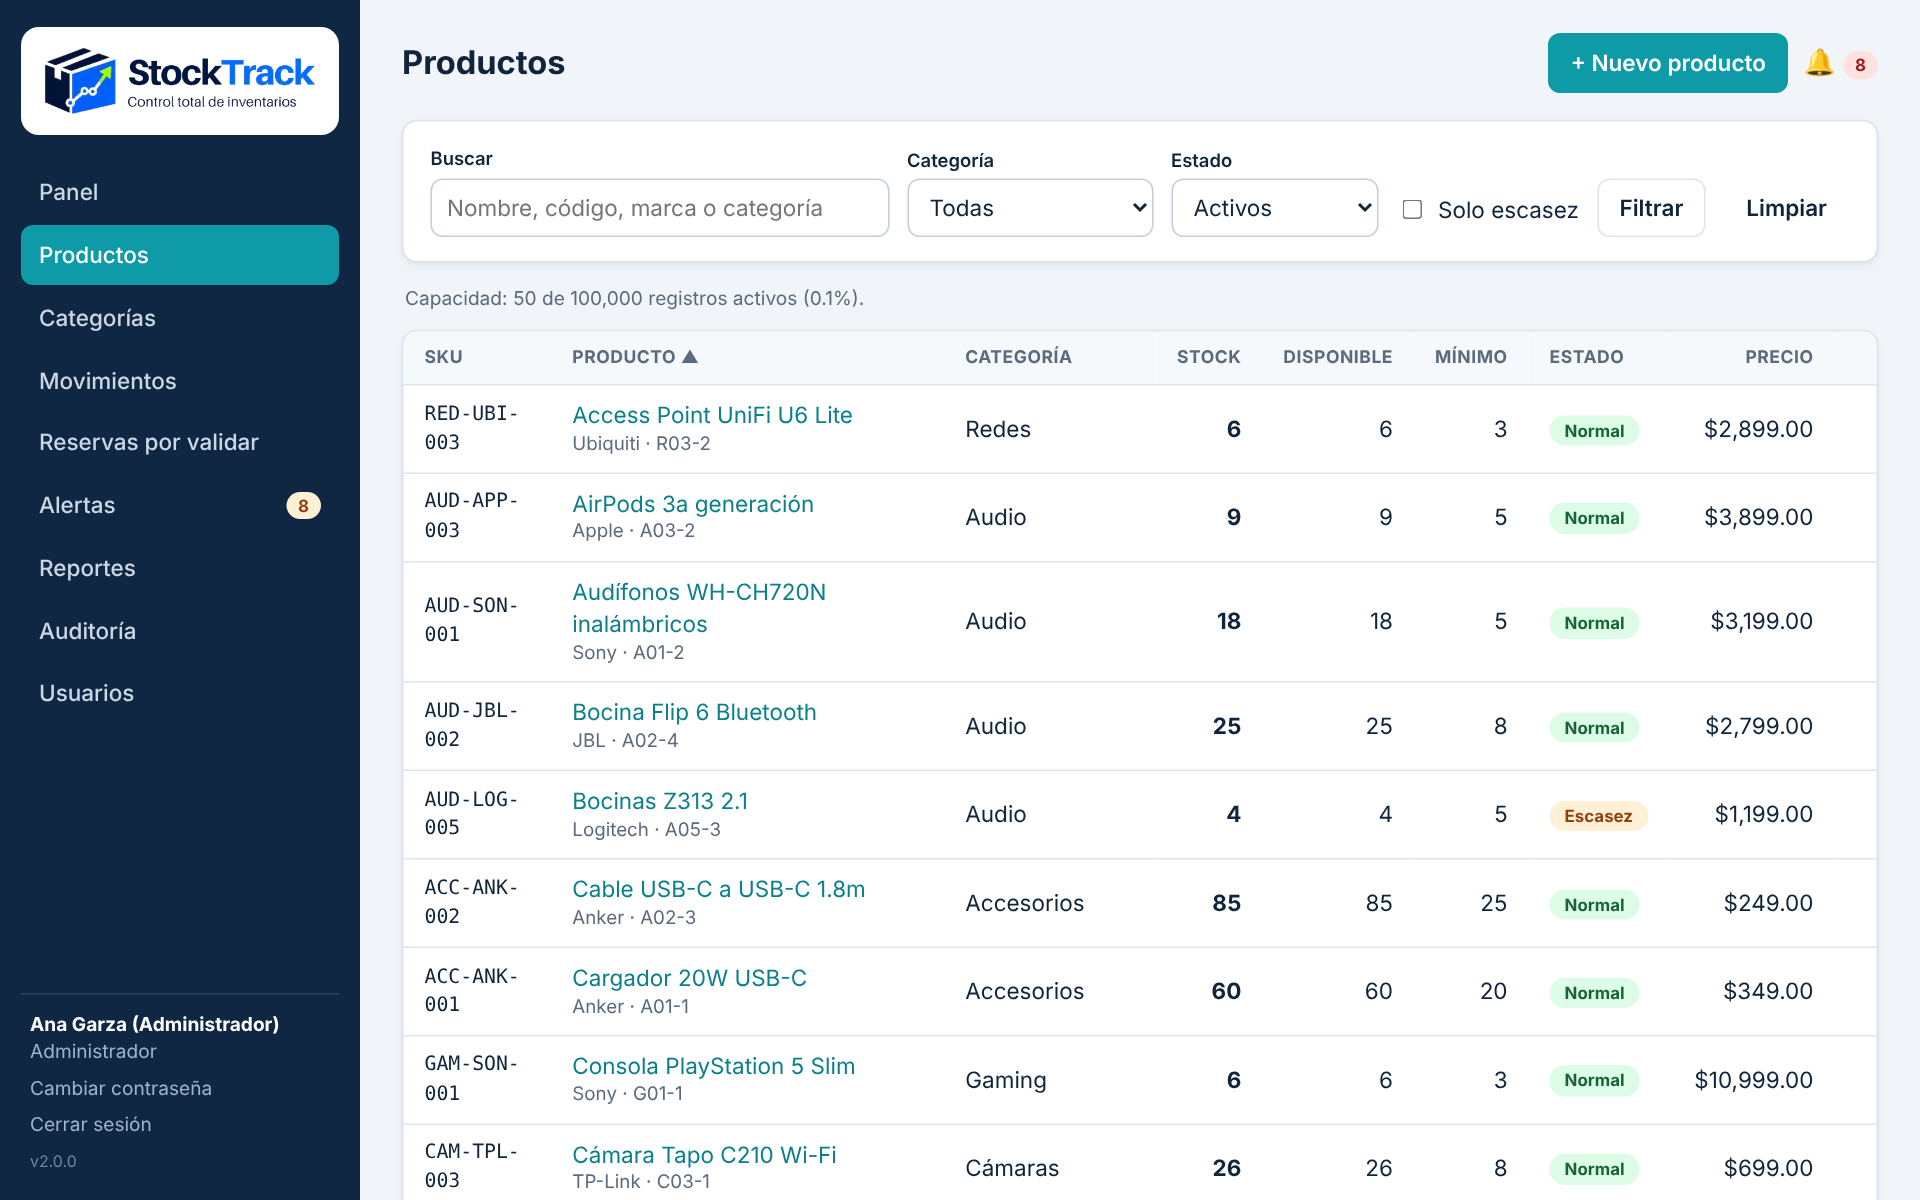 StockTrack
Control total de inventarios
Panel
Productos
Categorías
Movimientos
Reservas por validar
Alertas 8
Reportes
Auditoría
Usuarios
Ana Garza (Administrador)
Administrador
Cambiar contraseña
Cerrar sesión
v2.0.0
Productos
+ Nuevo producto
8
Buscar
Nombre, código, marca o categoría
Categoría
Todas
Estado
Activos
Solo escasez
Filtrar
Limpiar
Capacidad: 50 de 100,000 registros activos (0.1%).
SKU PRODUCTO ▲ CATEGORÍA STOCK DISPONIBLE MÍNIMO ESTADO PRECIO
RED-UBI-
003
Access Point UniFi U6 Lite
Ubiquiti · R03-2
Redes 6 6 3 Normal $2,899.00
AUD-APP-
003
AirPods 3a generación
Apple · A03-2
Audio 9 9 5 Normal $3,899.00
AUD-SON-
001
Audífonos WH-CH720N
inalámbricos
Sony · A01-2
Audio 18 18 5 Normal $3,199.00
AUD-JBL-
002
Bocina Flip 6 Bluetooth
JBL · A02-4
Audio 25 25 8 Normal $2,799.00
AUD-LOG-
005
Bocinas Z313 2.1
Logitech · A05-3
Audio 4 4 5 Escasez $1,199.00
ACC-ANK-
002
Cable USB-C a USB-C 1.8m
Anker · A02-3
Accesorios 85 85 25 Normal $249.00
ACC-ANK-
001
Cargador 20W USB-C
Anker · A01-1
Accesorios 60 60 20 Normal $349.00
GAM-SON-
001
Consola PlayStation 5 Slim
Sony · G01-1
Gaming 6 6 3 Normal $10,999.00
CAM-TPL-
003
Cámara Tapo C210 Wi-Fi
TP-Link · C03-1
Cámaras 26 26 8 Normal $699.00